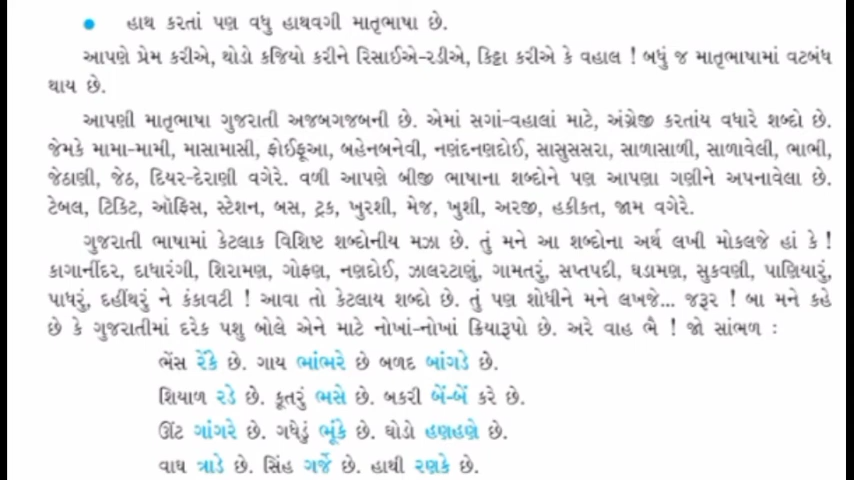 • હાથ કરતાં પણ વધુ હાથવગી માતૃભાષા છે.
આપણે પ્રેમ કરીએ, થોડો કજિયો કરીને રિસાઈએ-રડીએ, કિટ્ટા કરીએ કે વહાલ ! બધું જ માતૃભાષામાં વટબંધ
થાય છે.
આપણી માતૃભાષા ગુજરાતી અજબગજબની છે. એમાં સગાં-વહાલાં માટે, અંગ્રેજી કરતાંય વધારે શબ્દો છે.
જેમકે મામા-મામી, માસામાસી, ફોઈફૂઆ, બહેનબનેવી, નણંદનણદોઈ, સાસુસસરા, સાળાસાળી, સાળાવેલી, ભાભી,
જેઠાણી, જેઠ, દિયર-દેરાણી વગેરે. વળી આપણે બીજી ભાષાના શબ્દોને પણ આપણા ગણીને અપનાવેલા છે.
ટેબલ, ટિકિટ, ઑફિસ, સ્ટેશન, બસ, ટ્રક, ખુરશી, મેજ, ખુશી, અરજી, હકીકત, જામ વગેરે.
ગુજરાતી ભાષામાં કેટલાક વિશિષ્ટ શબ્દોનીય મઝા છે. તું મને આ શબ્દોના અર્થ લખી મોકલજે હાં કે !
કાગાનીંદર, દાધારંગી, શિરામણ, ગોફણ, નણદોઈ, ઝાલરટાણું, ગામતરું, સપ્તપદી, ઘડામણ, સુકવણી, પાણિયારું,
પાધરું, દહીંથરું ને કંકાવટી ! આવા તો કેટલાય શબ્દો છે. તું પણ શોધીને મને લખજે... જરૂર ! બા મને કહે
છે કે ગુજરાતીમાં દરેક પશુ બોલે એને માટે નોખાં-નોખાં ક્રિયારૂપો છે. અરે વાહ ભૈ ! જો સાંભળ :
ભેંસ રેંકે છે. ગાય ભાંભરે છે બળદ બાંગડે છે.
શિયાળ રડે છે. કૂતરું ભસે છે. બકરી બેં-બેં કરે છે.
ઊંટ ગાંગરે છે. ગધેડું ભૂંકે છે. ઘોડો હણહણે છે.
વાઘ ત્રાડે છે. સિંહ ગર્જે છે. હાથી રણકે છે.